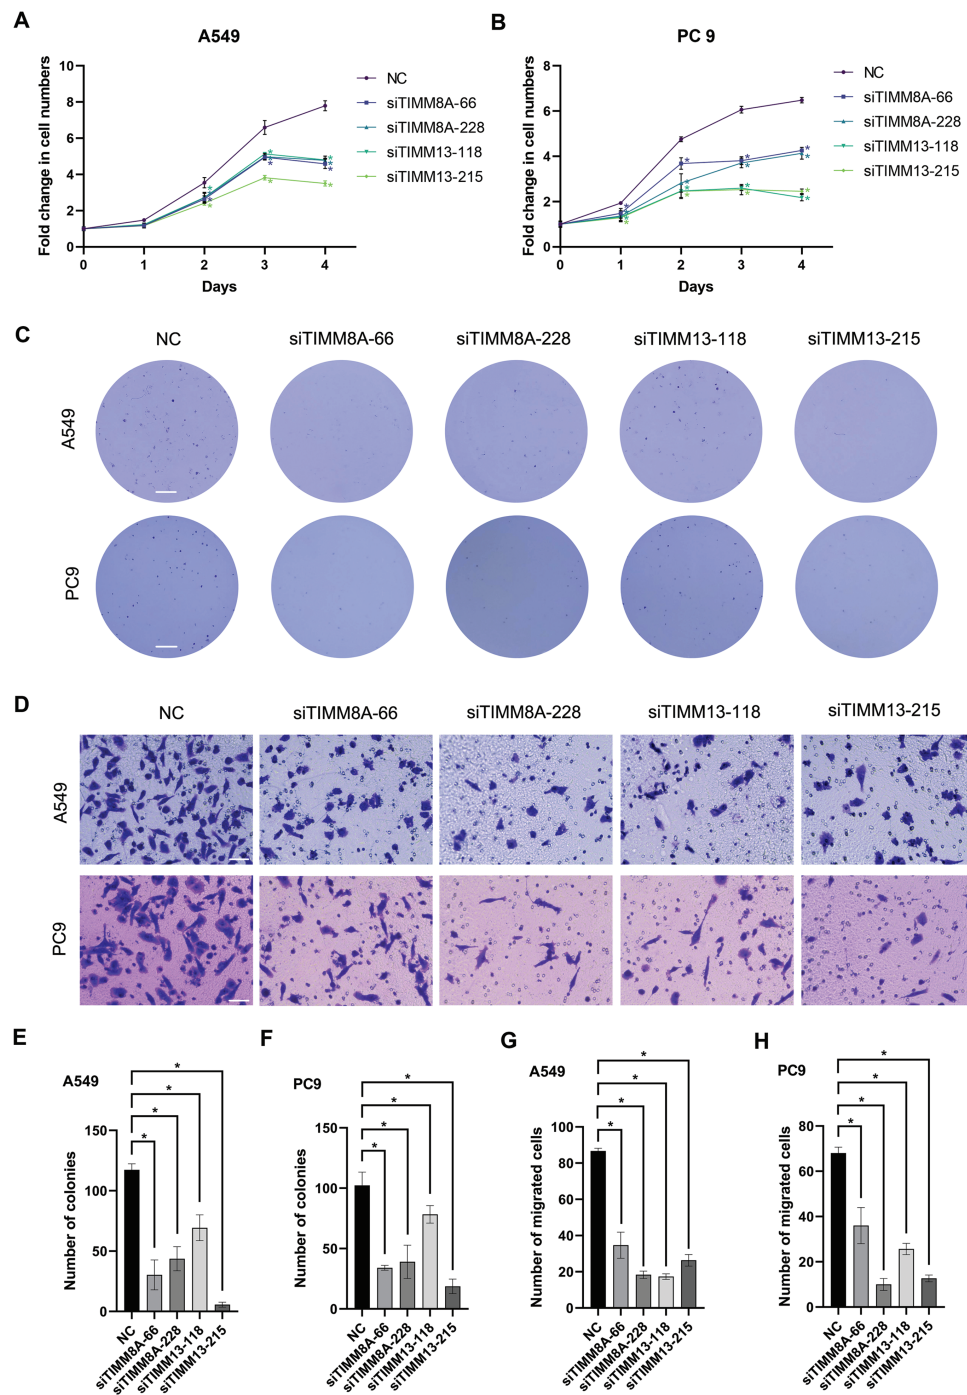 A
A549
Fold change in cell numbers
10
8
6
4
2
0
0 1 2 3 4
Days
NC
siTIMM8A-66
siTIMM8A-228
siTIMM13-118
siTIMM13-215
* * * * * * * * * * *
B
PC 9
Fold change in cell numbers
8
6
4
2
0
0 1 2 3 4
Days
NC
siTIMM8A-66
siTIMM8A-228
siTIMM13-118
siTIMM13-215
* * * * * * * * * * * * * *
C
NC siTIMM8A-66 siTIMM8A-228 siTIMM13-118 siTIMM13-215
A549
PC9
D
NC siTIMM8A-66 siTIMM8A-228 siTIMM13-118 siTIMM13-215
A549
PC9
E
A549
* * * *
Number of colonies
150
100
50
0
NC
siTIMM8A-66
siTIMM8A-228
siTIMM13-118
siTIMM13-215
F
PC9
* * * *
Number of colonies
150
100
50
0
NC
siTIMM8A-66
siTIMM8A-228
siTIMM13-118
siTIMM13-215
G
A549
* * * *
Number of migrated cells
100
80
60
40
20
0
NC
siTIMM8A-66
siTIMM8A-228
siTIMM13-118
siTIMM13-215
H
PC9
* * * *
Number of migrated cells
80
60
40
20
0
NC
siTIMM8A-66
siTIMM8A-228
siTIMM13-118
siTIMM13-215